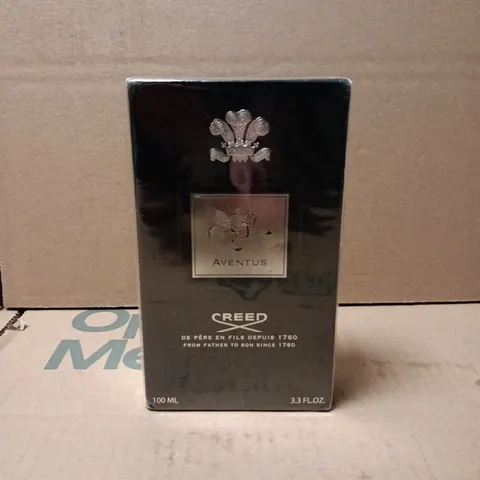 AVENTUS
CREED
DE PÈRE EN FILS DEPUIS 1760
FROM FATHER TO SON SINCE 1760
100 ML 3.3 FL.OZ.
Me